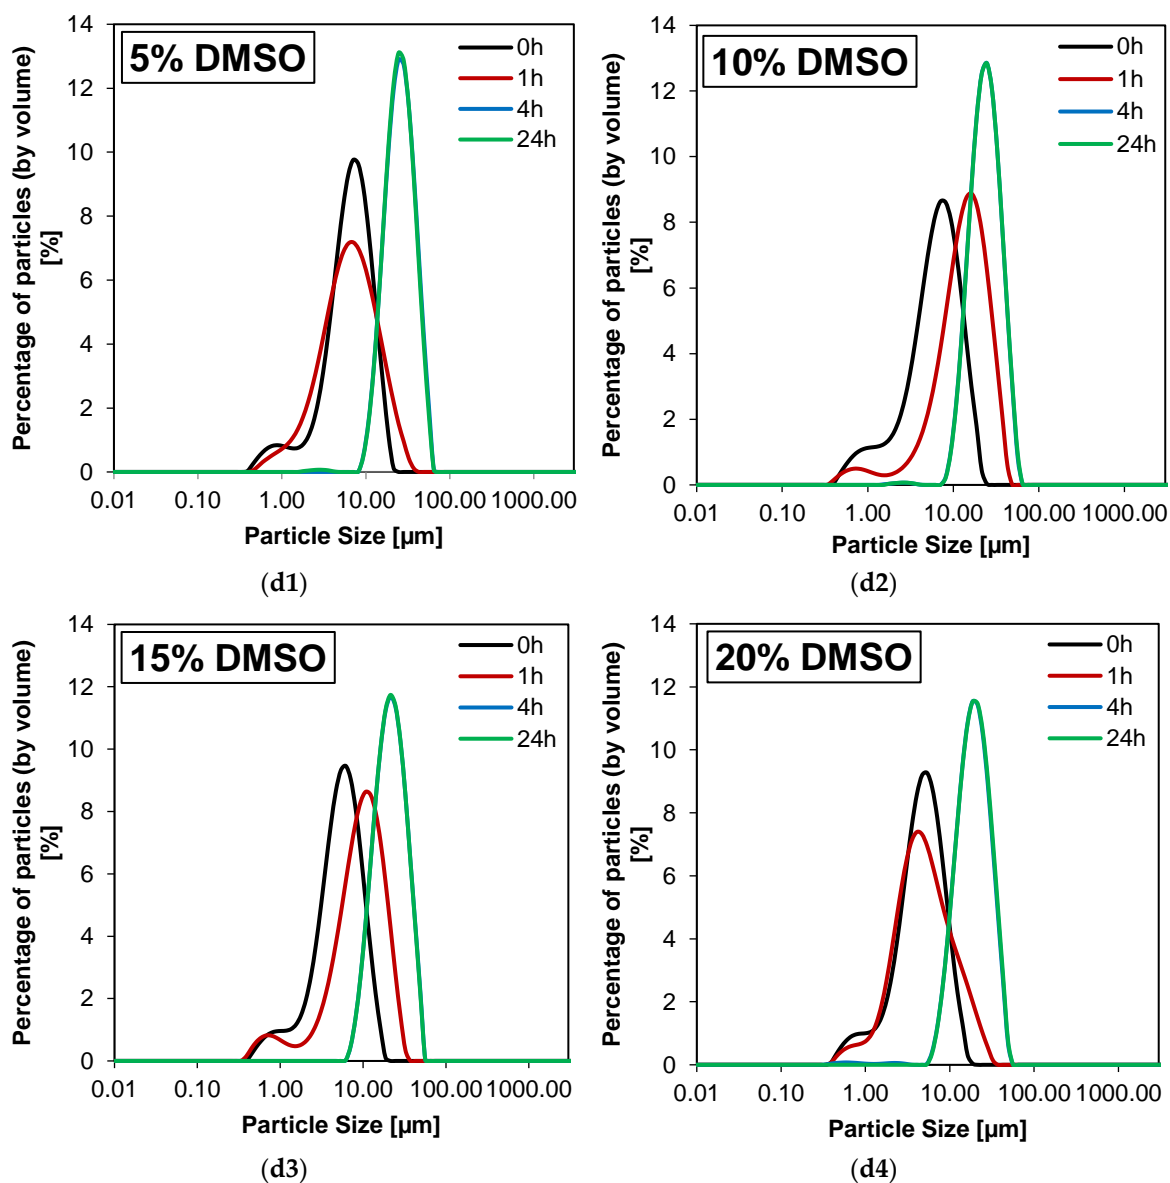 5% DMSO
0h
1h
4h
24h
14
12
10
8
6
4
2
0
Percentage of particles (by volume)
[%]
0.01 0.10 1.00 10.00 100.00 1000.00
Particle Size [µm]
(d1)
10% DMSO
0h
1h
4h
24h
14
12
10
8
6
4
2
0
Percentage of particles (by volume)
[%]
0.01 0.10 1.00 10.00 100.00 1000.00
Particle Size [µm]
(d2)
15% DMSO
0h
1h
4h
24h
14
12
10
8
6
4
2
0
Percentage of particles (by volume)
[%]
0.01 0.10 1.00 10.00 100.00 1000.00
Particle Size [µm]
(d3)
20% DMSO
0h
1h
4h
24h
14
12
10
8
6
4
2
0
Percentage of particles (by volume)
[%]
0.01 0.10 1.00 10.00 100.00 1000.00
Particle Size [µm]
(d4)